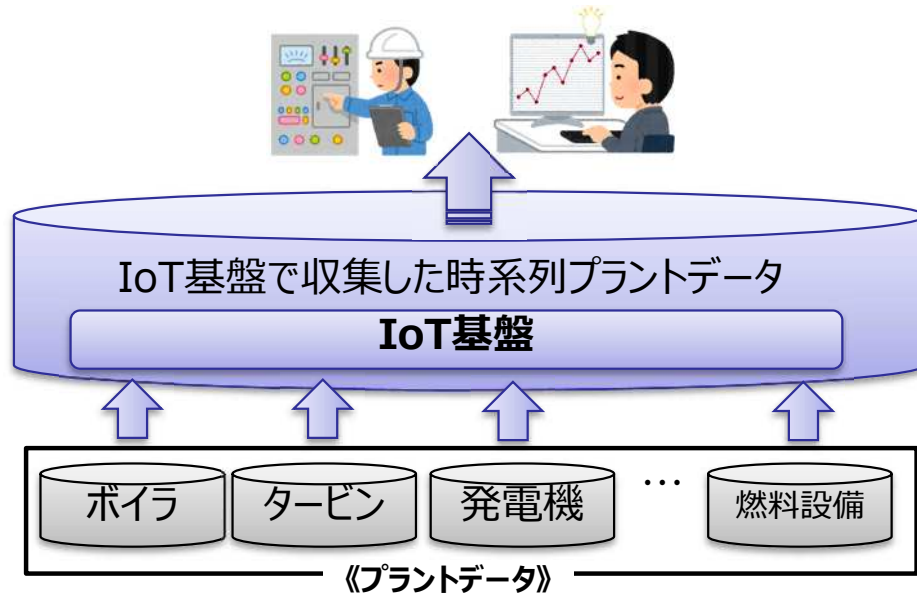 IoT基盤で収集した時系列プラントデータ
IoT基盤
ボイラ
タービン
発電機
…
燃料設備
《プラントデータ》